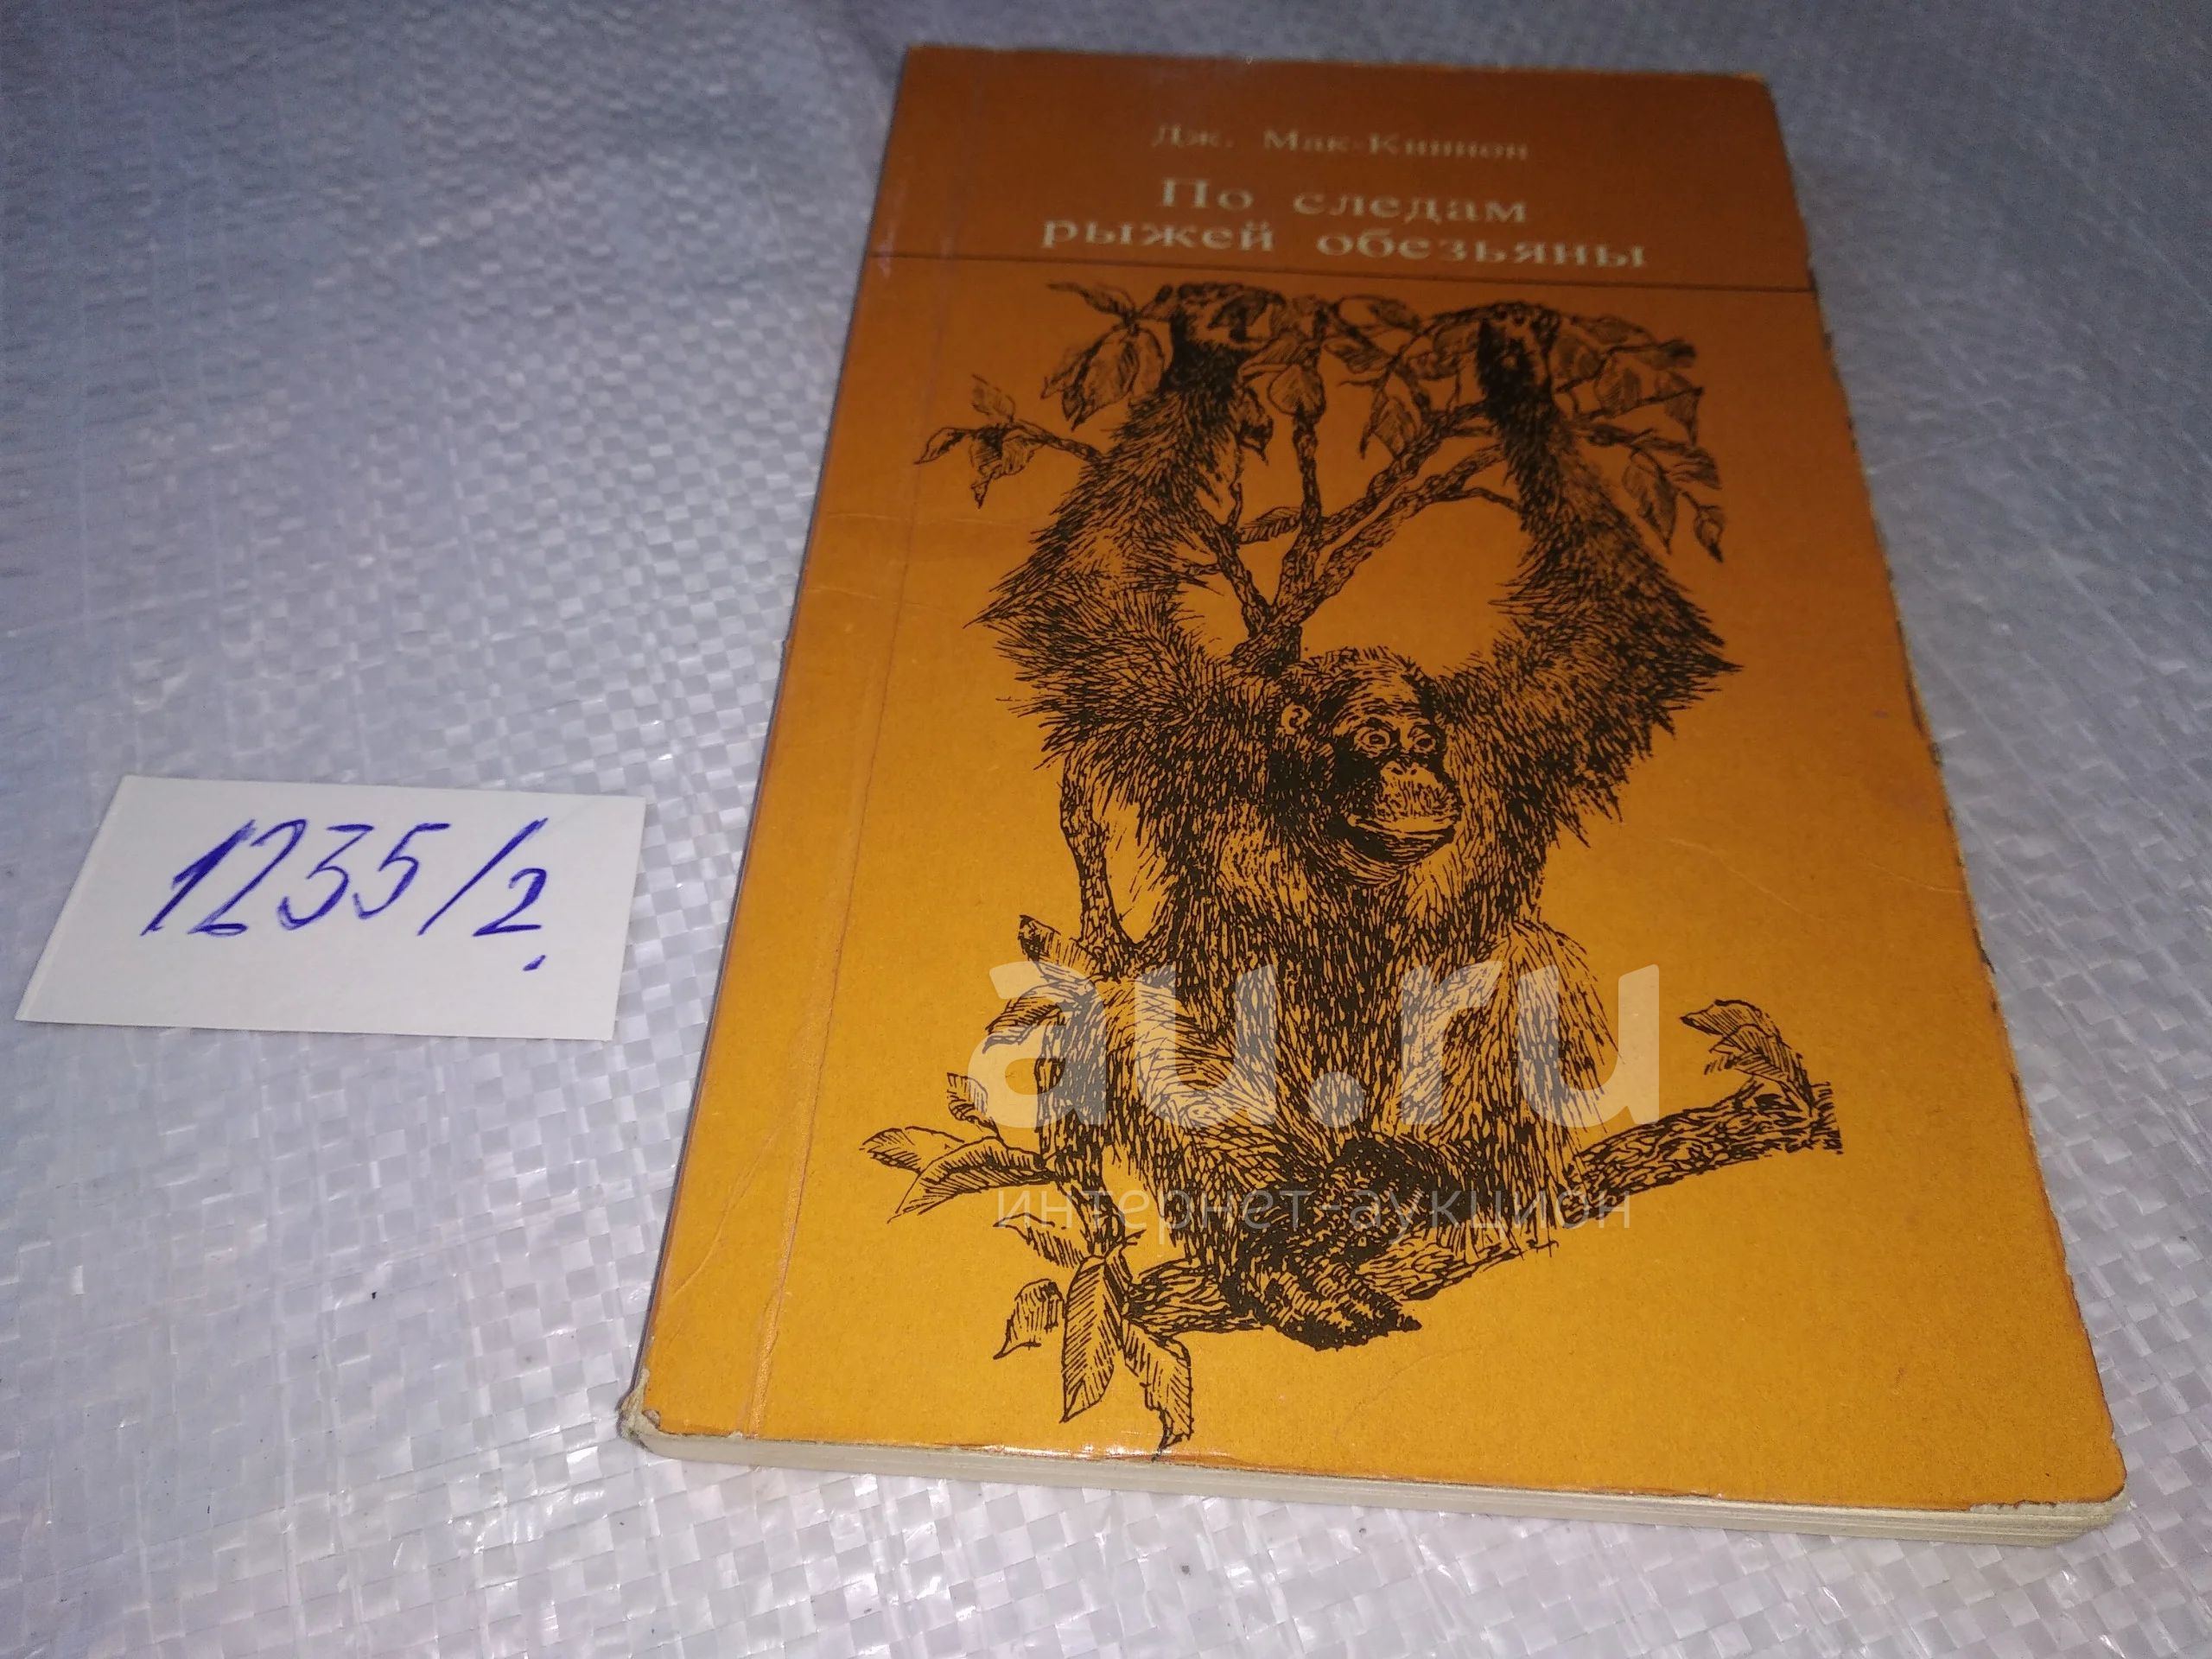 Дж. Мак-Киннон
По следам
рыжей обезьяны
1235/2.
au.ru
интернет-аукцион